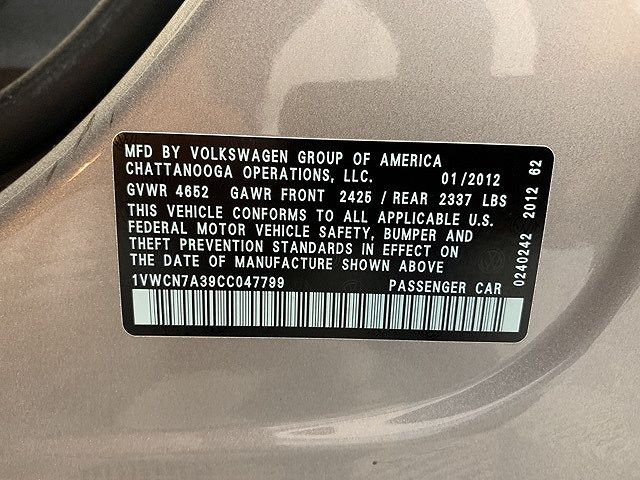 MFD BY VOLKSWAGEN GROUP OF AMERICA
CHATTANOOGA OPERATIONS, LLC. 01/2012
GVWR 4652 GAWR FRONT 2425 / REAR 2337 LBS
THIS VEHICLE CONFORMS TO ALL APPLICABLE U.S.
FEDERAL MOTOR VEHICLE SAFETY, BUMPER AND
THEFT PREVENTION STANDARDS IN EFFECT ON
THE DATE OF MANUFACTURE SHOWN ABOVE
1VWCN7A39CC047799 PASSENGER CAR
0240242 2012 62